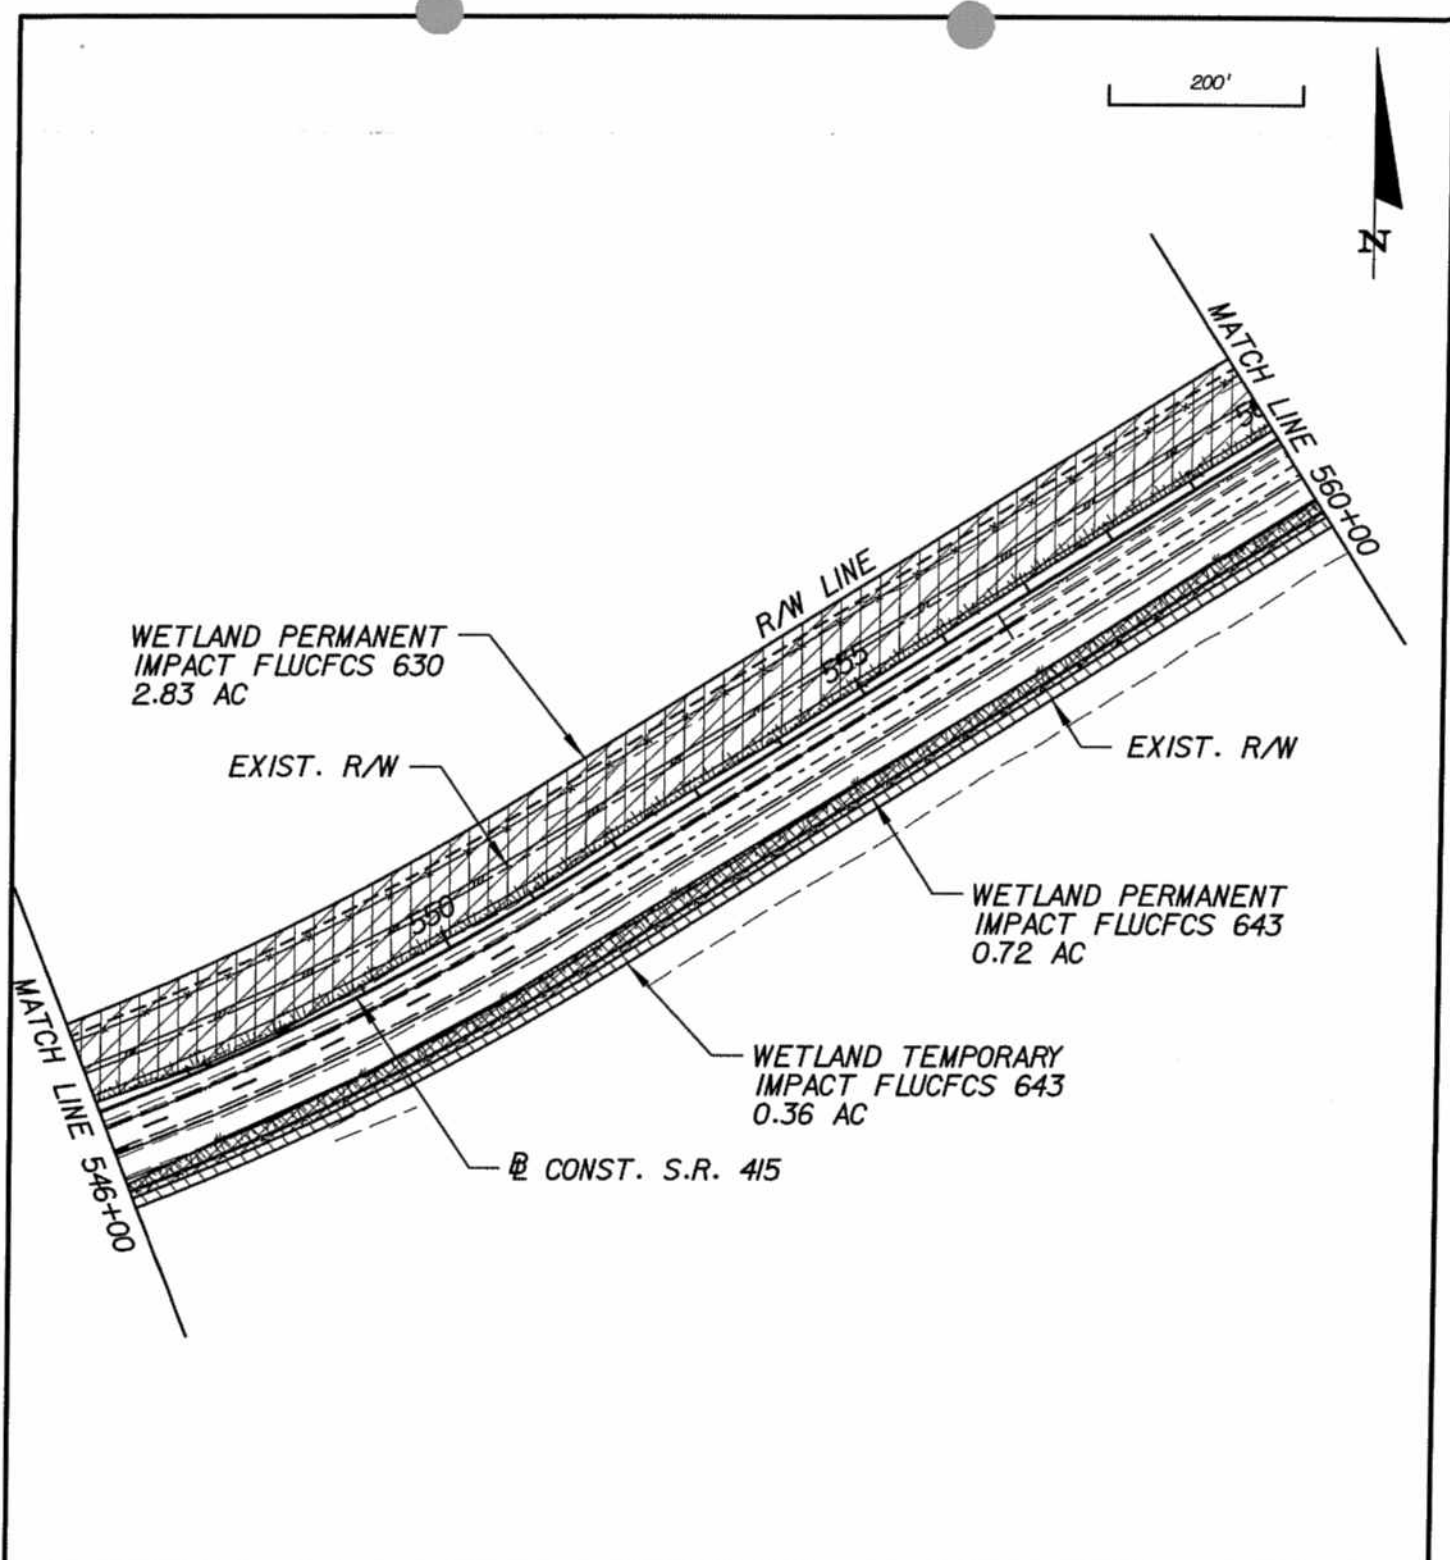 200'
N
MATCH LINE 560+00
R/W LINE
555
WETLAND PERMANENT
IMPACT FLUCFCS 630
2.83 AC
EXIST. R/W
EXIST. R/W
550
WETLAND PERMANENT
IMPACT FLUCFCS 643
0.72 AC
MATCH LINE 546+00
WETLAND TEMPORARY
IMPACT FLUCFCS 643
0.36 AC
BL CONST. S.R. 415